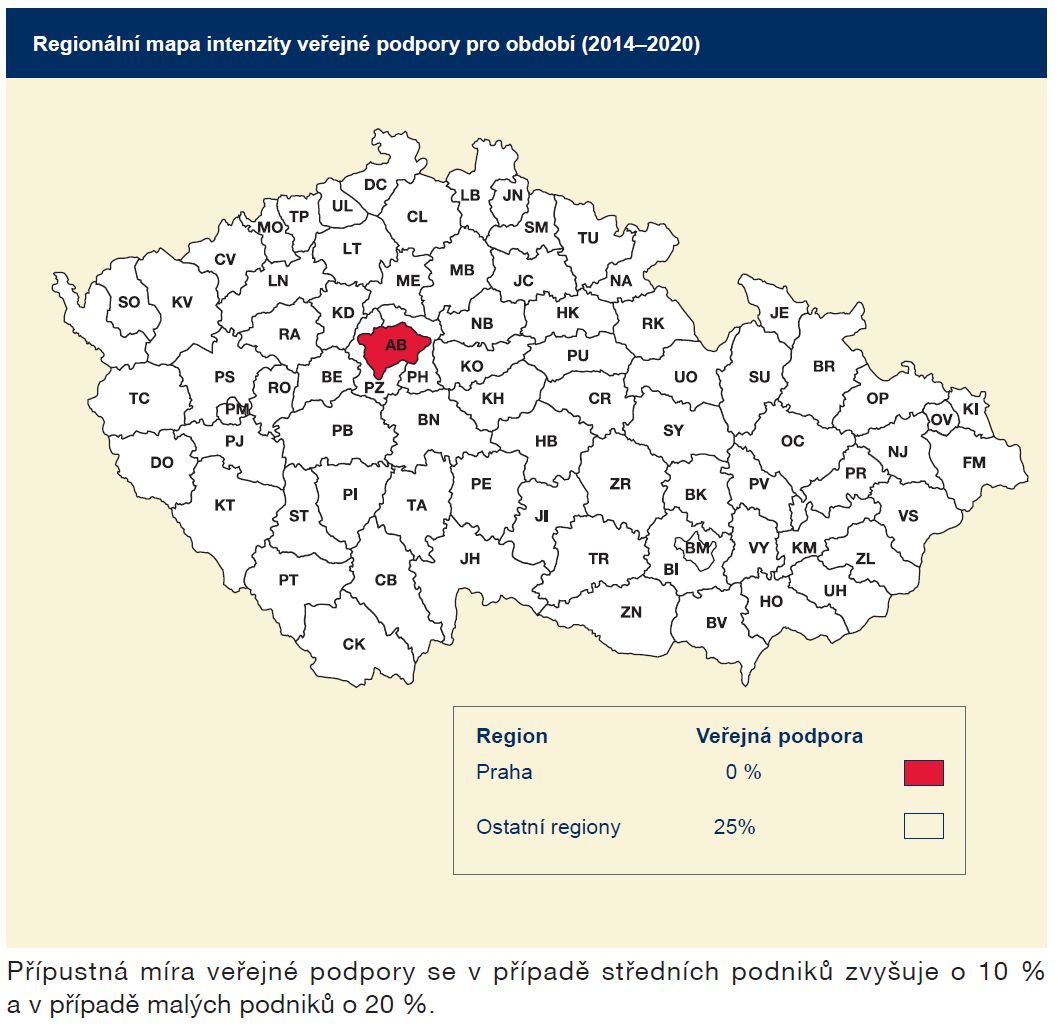 Regionální mapa intenzity veřejné podpory pro období (2014–2020)
DC
LB
JN
UL
TP
CL
MO
SM
TU
LT
CV
MB
ME
JC
NA
LN
SO
KV
KD
HK
JE
NB
RK
RA
AB
PU
KO
BR
PS
BE
PH
SU
UO
RO
PZ
TC
KH
CR
OP
PM
KI
OV
BN
PB
SY
PJ
HB
OC
NJ
DO
FM
PR
PE
ZR
PV
BK
PI
KT
TA
ST
JI
VS
BM
VY
KM
JH
TR
ZL
BI
PT
CB
UH
HO
ZN
BV
CK
Region Veřejná podpora
Praha 0 %
Ostatní regiony 25%
Přípustná míra veřejné podpory se v případě středních podniků zvyšuje o 10 %
a v případě malých podniků o 20 %.